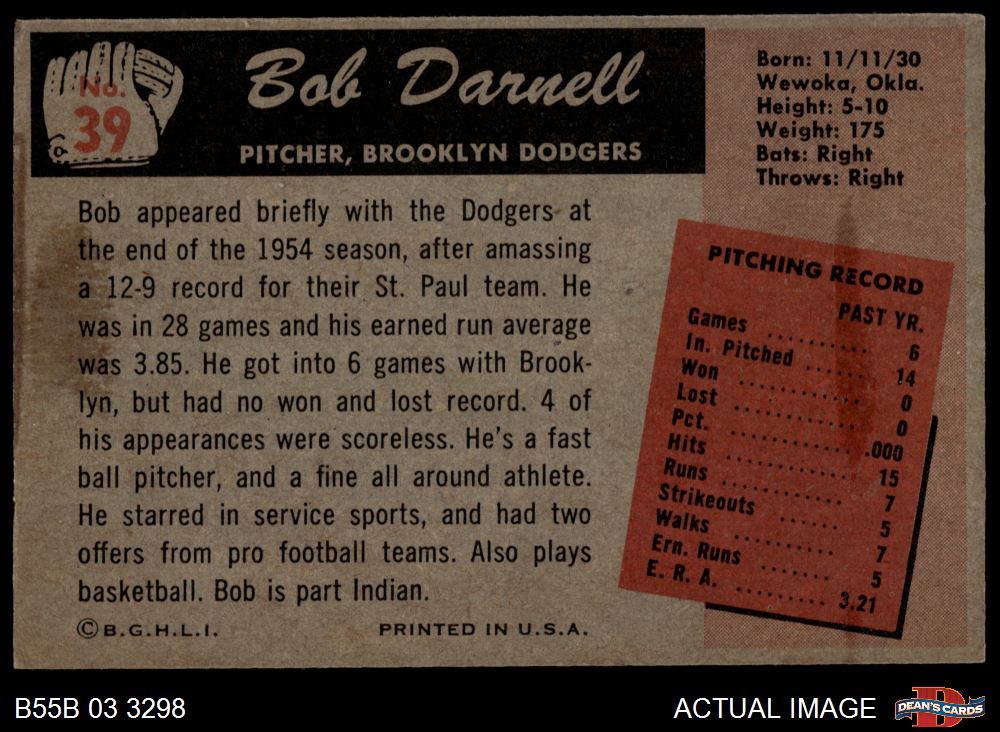 No.
39
Bob Darnell
PITCHER, BROOKLYN DODGERS
Born: 11/11/30
Wewoka, Okla.
Height: 5-10
Weight: 175
Bats: Right
Throws: Right
Bob appeared briefly with the Dodgers at
the end of the 1954 season, after amassing
a 12-9 record for their St. Paul team. He
was in 28 games and his earned run average
was 3.85. He got into 6 games with Brook-
lyn, but had no won and lost record. 4 of
his appearances were scoreless. He's a fast
ball pitcher, and a fine all around athlete.
He starred in service sports, and had two
offers from pro football teams. Also plays
basketball. Bob is part Indian.
©B.G.H.L.I. PRINTED IN U.S.A.
PITCHING RECORD
PAST YR.
Games .......... 6
In. Pitched ...... 14
Won .......... 0
Lost .......... 0
Pct. .......... .000
Hits .......... 15
Runs .......... 7
Strikeouts ...... 5
Walks .......... 7
Ern. Runs ....... 5
E. R. A. ......... 3.21
B55B 03 3298
ACTUAL IMAGE
DEAN'S CARDS